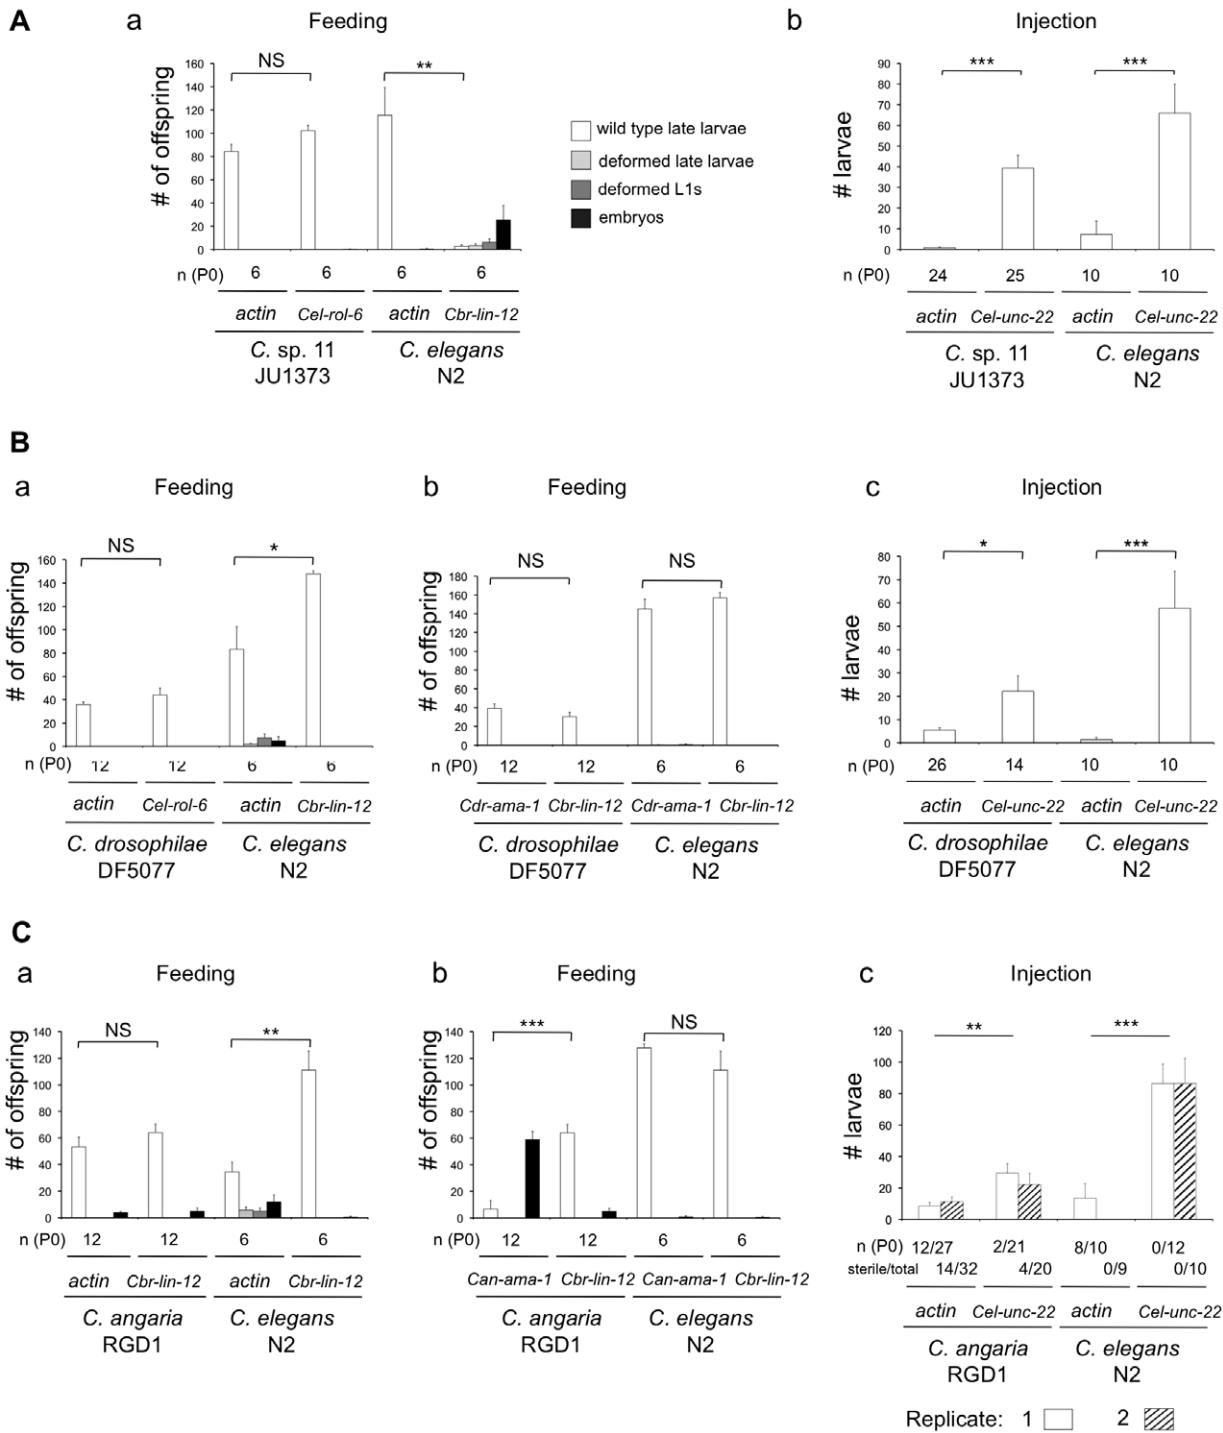 A
a
Feeding
# of offspring
160
140
120
100
80
60
40
20
0
NS
**
n (P0)
6
6
6
6
actin
Cel-rol-6
actin
Cbr-lin-12
C. sp. 11
JU1373
C. elegans
N2
wild type late larvae
deformed late larvae
deformed L1s
embryos
b
Injection
# larvae
90
80
70
60
50
40
30
20
10
0
***
***
n (P0)
24
25
10
10
actin
Cel-unc-22
actin
Cel-unc-22
C. sp. 11
JU1373
C. elegans
N2
B
a
Feeding
# of offspring
160
140
120
100
80
60
40
20
0
NS
*
n (P0)
12
12
6
6
actin
Cel-rol-6
actin
Cbr-lin-12
C. drosophilae
DF5077
C. elegans
N2
b
Feeding
# of offspring
180
160
140
120
100
80
60
40
20
0
NS
NS
n (P0)
12
12
6
6
Cdr-ama-1
Cbr-lin-12
Cdr-ama-1
Cbr-lin-12
C. drosophilae
DF5077
C. elegans
N2
c
Injection
# larvae
80
70
60
50
40
30
20
10
0
*
***
n (P0)
26
14
10
10
actin
Cel-unc-22
actin
Cel-unc-22
C. drosophilae
DF5077
C. elegans
N2
C
a
Feeding
# of offspring
140
120
100
80
60
40
20
0
NS
**
n (P0)
12
12
6
6
actin
Cbr-lin-12
actin
Cbr-lin-12
C. angaria
RGD1
C. elegans
N2
b
Feeding
# of offspring
140
120
100
80
60
40
20
0
***
NS
n (P0)
12
12
6
6
Can-ama-1
Cbr-lin-12
Can-ama-1
Cbr-lin-12
C. angaria
RGD1
C. elegans
N2
c
Injection
# larvae
120
100
80
60
40
20
0
**
***
n (P0)
12/27
2/21
8/10
0/12
sterile/total
14/32
4/20
0/9
0/10
actin
Cel-unc-22
actin
Cel-unc-22
C. angaria
RGD1
C. elegans
N2
Replicate: 1 2